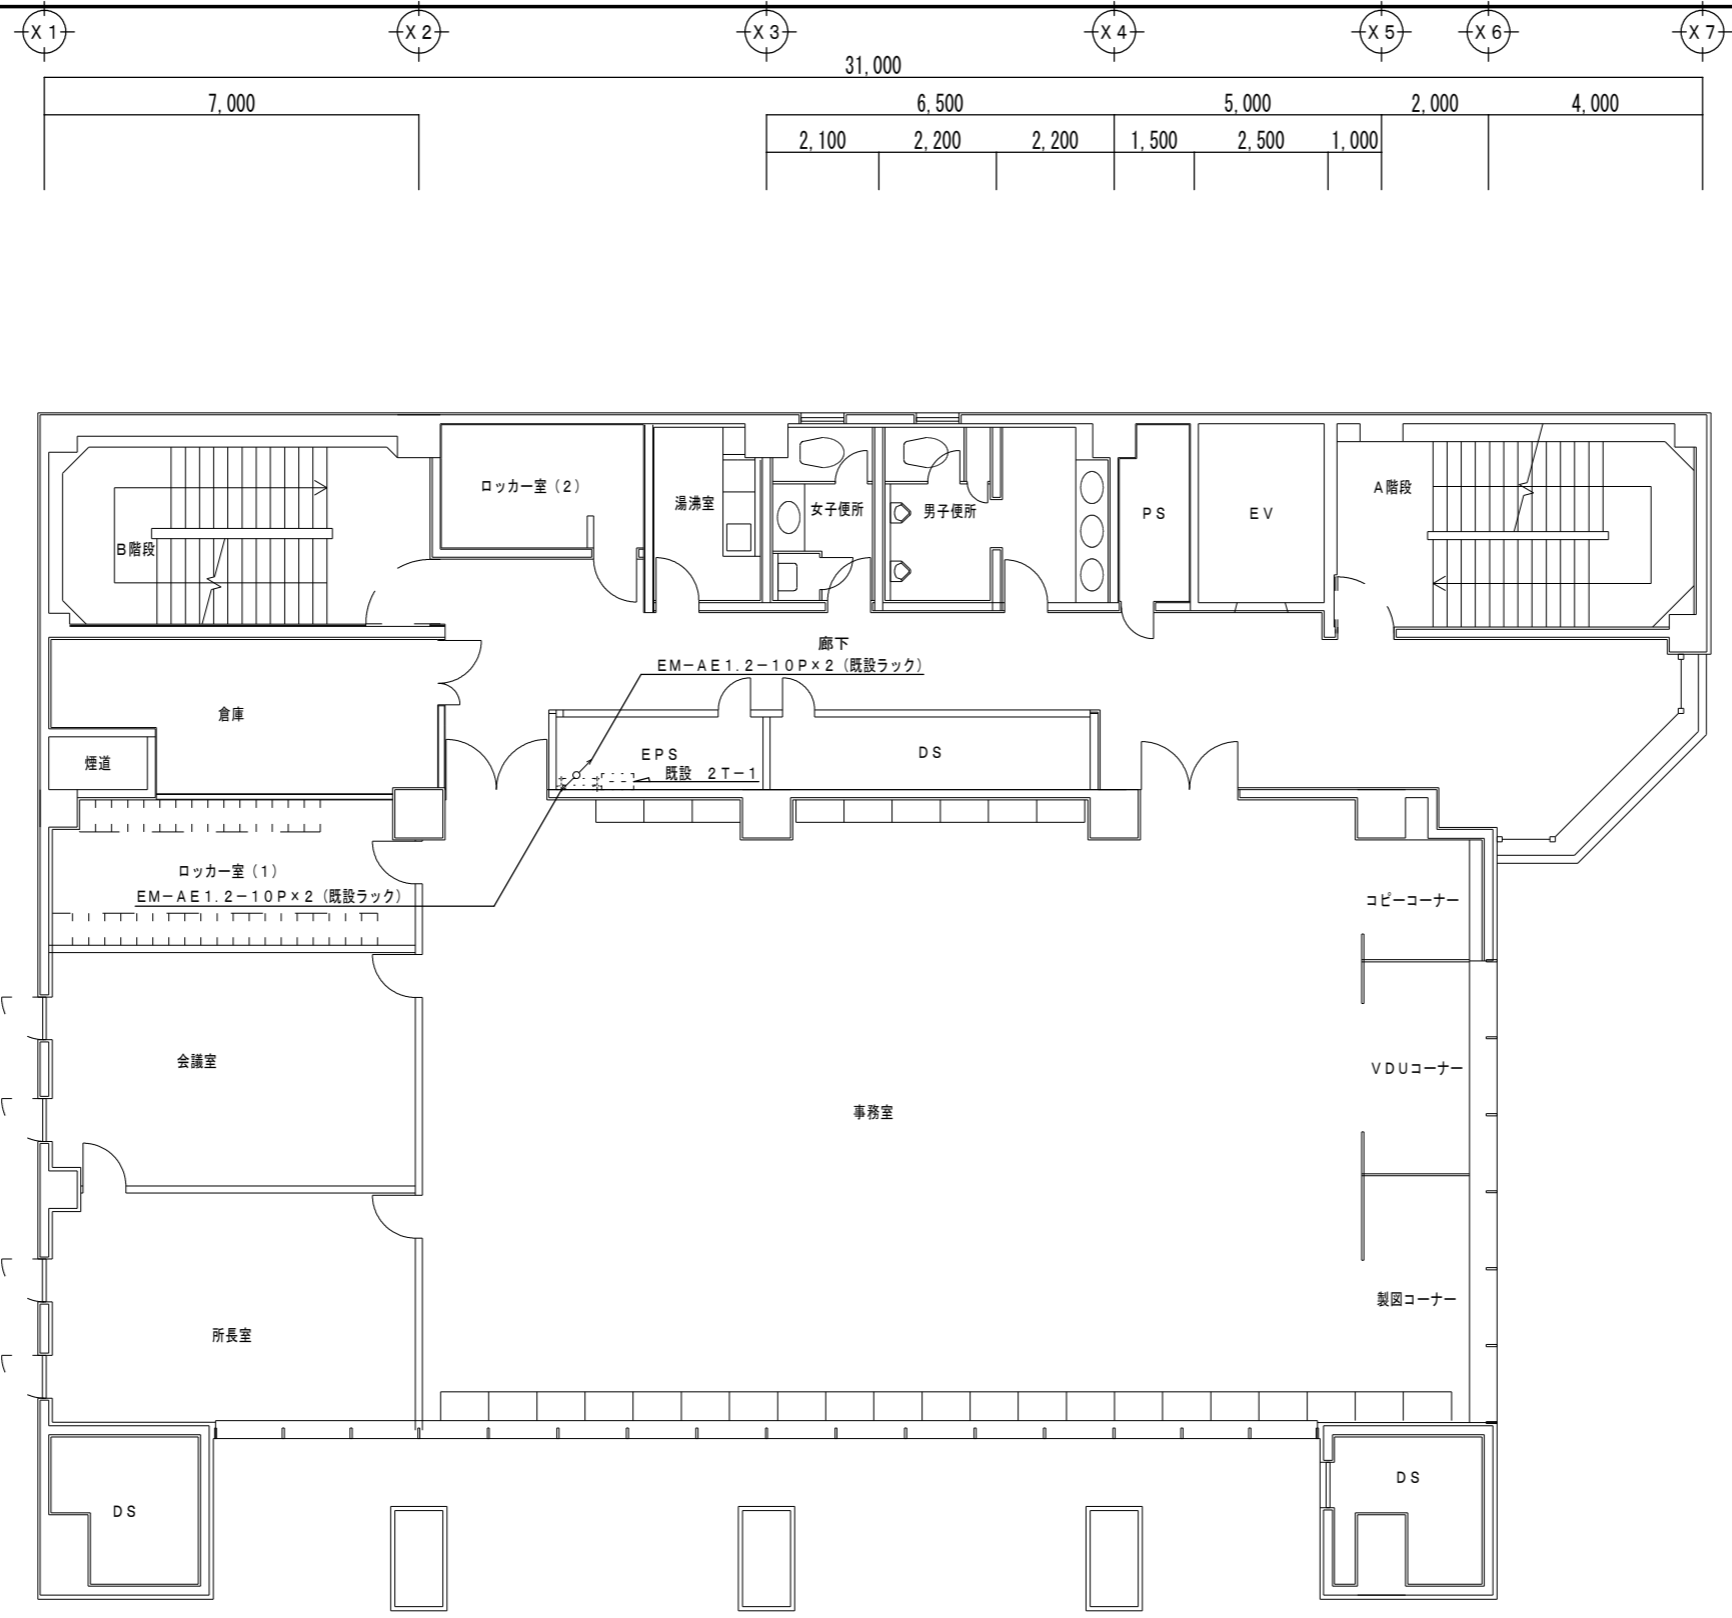 X1 X2 X3 X4 X5 X6 X7
31,000
7,000 6,500 5,000 2,000 4,000
2,100 2,200 2,200 1,500 2,500 1,000
ロッカー室（2）
A階段
湯沸室
女子便所
男子便所
PS
EV
B階段
廊下
EM-AE1.2-10P×2（既設ラック）
倉庫
EPS
DS
煙道
既設 2T-1
ロッカー室（1）
EM-AE1.2-10P×2（既設ラック）
コピーコーナー
会議室
VDUコーナー
事務室
製図コーナー
所長室
DS
DS